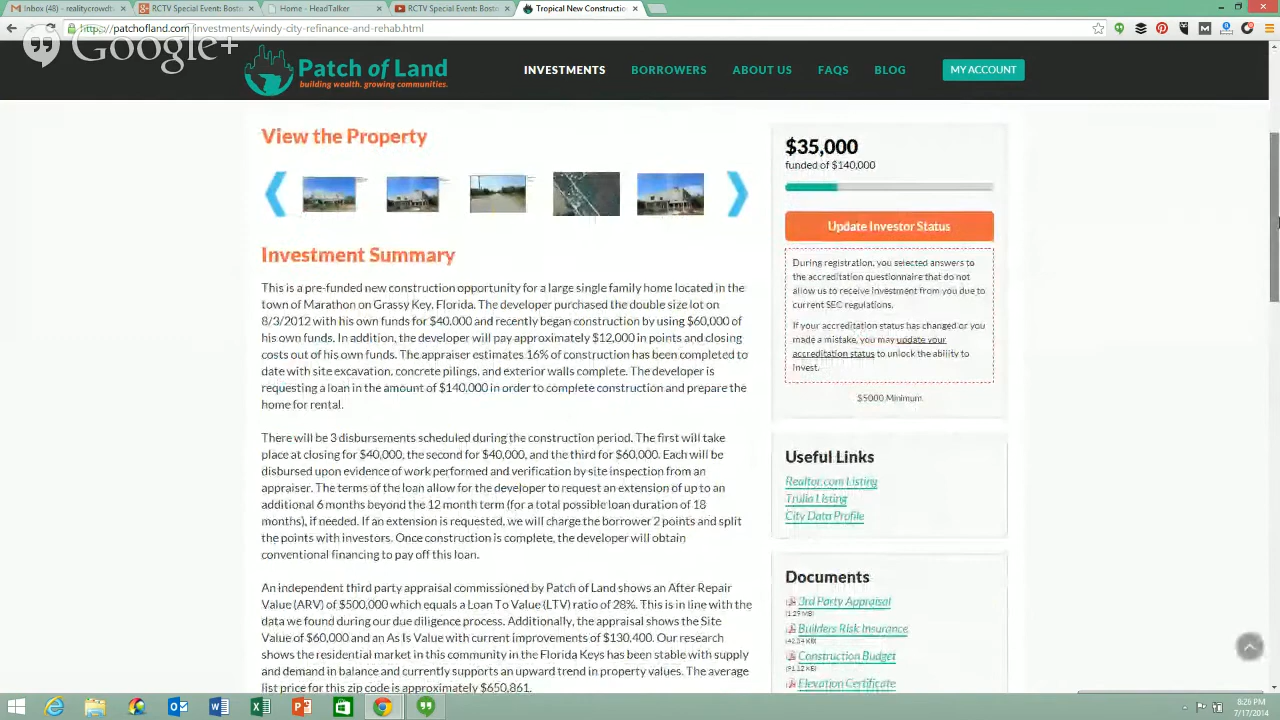 Inbox (48) - realitycrowdt
RCTV Special Event: Bosto
Home - HeadTalker
RCTV Special Event: Bost
Tropical New Constructio
https://patchofland.com/investments/windy-city-refinance-and-rehab.html
Google+
Patch of Land
building wealth. growing communities.
INVESTMENTS
BORROWERS
ABOUT US
FAQS
BLOG
MY ACCOUNT
View the Property
Investment Summary
This is a pre-funded new construction opportunity for a large single family home located in the
town of Marathon on Grassy Key, Florida. The developer purchased the double size lot on
8/3/2012 with his own funds for $40,000 and recently began construction by using $60,000 of
his own funds. In addition, the developer will pay approximately $12,000 in points and closing
costs out of his own funds. The appraiser estimates 16% of construction has been completed to
date with site excavation, concrete pilings, and exterior walls complete. The developer is
requesting a loan in the amount of $140,000 in order to complete construction and prepare the
home for rental.
There will be 3 disbursements scheduled during the construction period. The first will take
place at closing for $40,000, the second for $40,000, and the third for $60,000. Each will be
disbursed upon evidence of work performed and verification by site inspection from an
appraiser. The terms of the loan allow for the developer to request an extension of up to an
additional 6 months beyond the 12 month term (for a total possible loan duration of 18
months), if needed. If an extension is requested, we will charge the borrower 2 points and split
the points with investors. Once construction is complete, the developer will obtain
conventional financing to pay off this loan.
An independent third party appraisal commissioned by Patch of Land shows an After Repair
Value (ARV) of $500,000 which equals a Loan To Value (LTV) ratio of 28%. This is in line with the
data we found during our due diligence process. Additionally, the appraisal shows the Site
Value of $60,000 and an As Is Value with current improvements of $130,400. Our research
shows the residential market in this community in the Florida Keys has been stable with supply
and demand in balance and currently supports an upward trend in property values. The average
list price for this zip code is approximately $650,861.
$35,000
funded of $140,000
Update Investor Status
During registration, you selected answers to
the accreditation questionnaire that do not
allow us to receive investment from you due to
current SEC regulations.
If your accreditation status has changed or you
made a mistake, you may update your
accreditation status to unlock the ability to
invest.
$5000 Minimum
Useful Links
Realtor.com Listing
Trulia Listing
City Data Profile
Documents
3rd Party Appraisal
(1.29 MB)
Builders Risk Insurance
Construction Budget
(91.12 KB)
Elevation Certificate
8:28 PM
7/17/2014